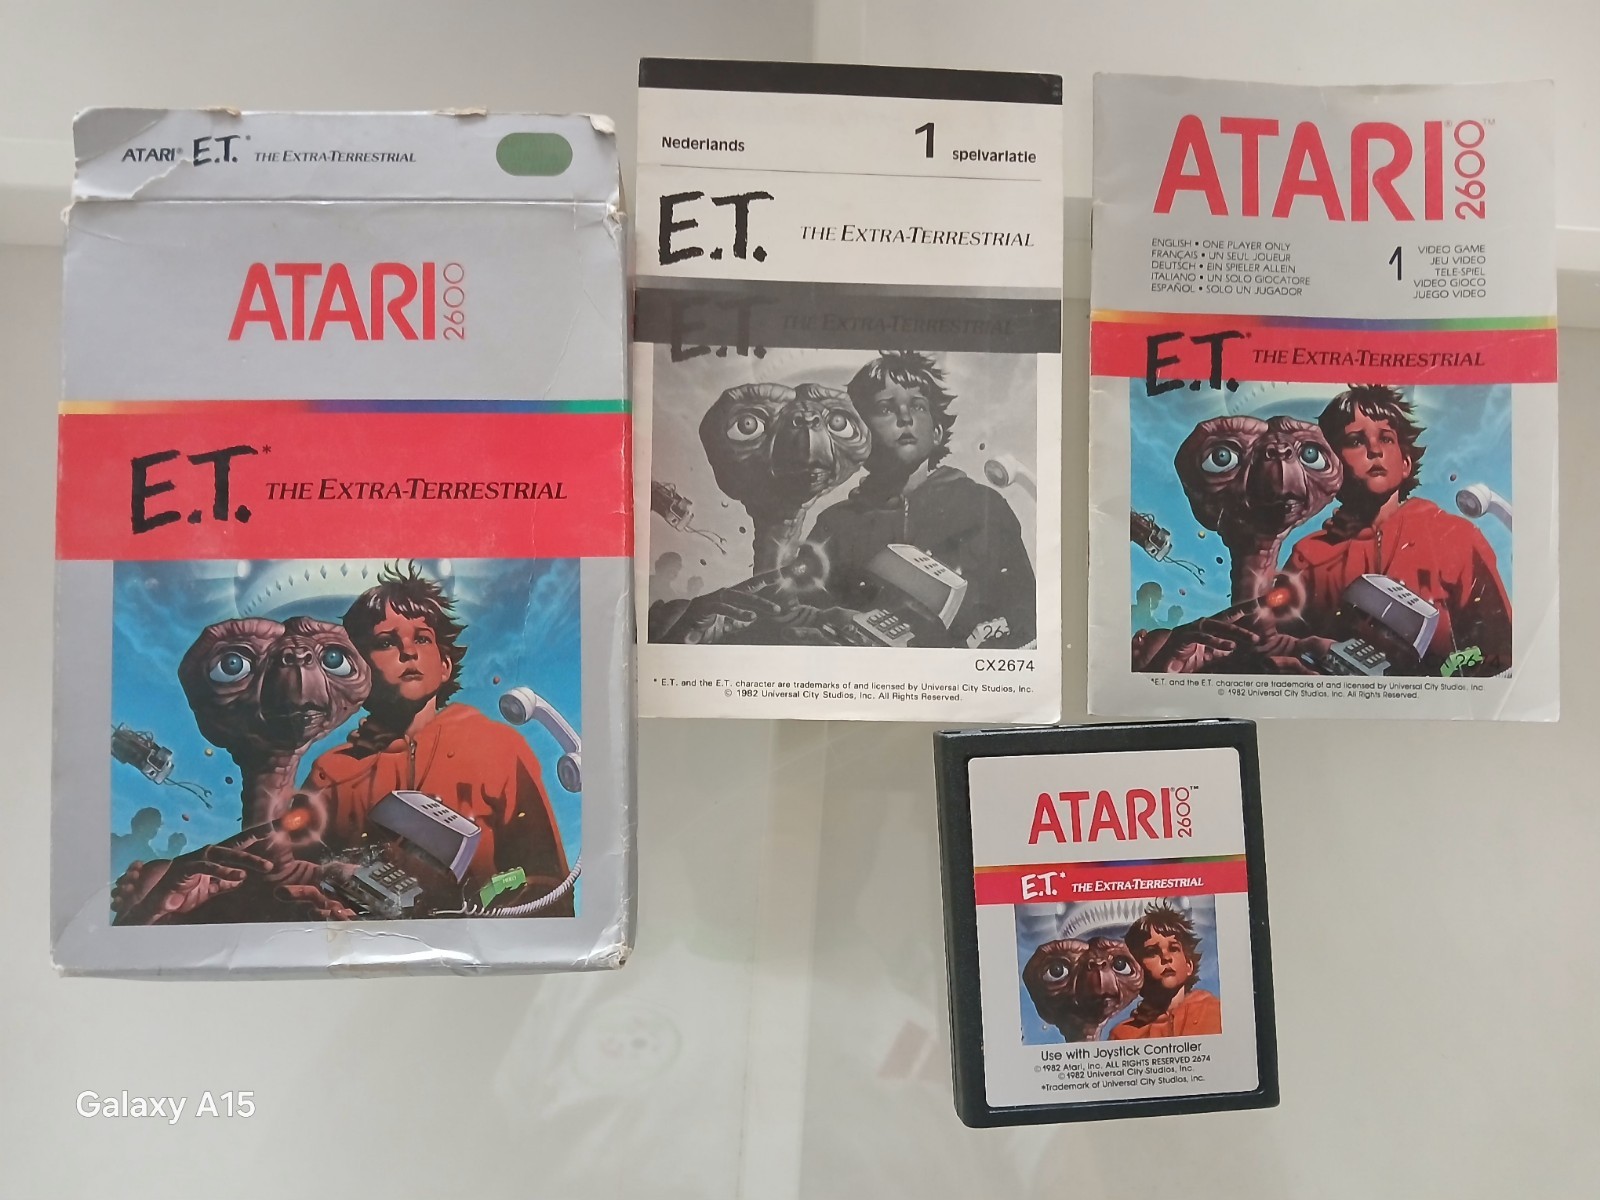 ATARI® E.T.* THE EXTRA-TERRESTRIAL
ATARI 2600
E.T.* THE EXTRA-TERRESTRIAL
Nederlands
1 spelvariatie
E.T. THE EXTRA-TERRESTRIAL
E.T. THE EXTRA-TERRESTRIAL
26
CX2674
* E.T. and the E.T. character are trademarks of and licensed by Universal City Studios, Inc.
© 1982 Universal City Studios, Inc. All Rights Reserved.
ATARI® 2600™
ENGLISH • ONE PLAYER ONLY
FRANÇAIS • UN SEUL JOUEUR
DEUTSCH • EIN SPIELER ALLEIN
ITALIANO • UN SOLO GIOCATORE
ESPAÑOL • SOLO UN JUGADOR
1
VIDEO GAME
JEU VIDEO
TELE-SPIEL
VIDEO GIOCO
JUEGO VIDEO
E.T.* THE EXTRA-TERRESTRIAL
2674
*E.T. and the E.T. character are trademarks of and licensed by Universal City Studios, Inc.
© 1982 Universal City Studios, Inc. All Rights Reserved.
ATARI® 2600™
E.T.* THE EXTRA-TERRESTRIAL
Use with Joystick Controller
© 1982 Atari, Inc. ALL RIGHTS RESERVED 2674
© 1982 Universal City Studios, Inc.
*Trademark of Universal City Studios, Inc.
Galaxy A15